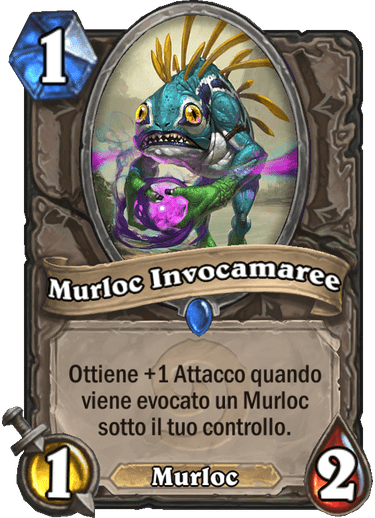 1
Murloc Invocamaree
Ottiene +1 Attacco quando
viene evocato un Murloc
sotto il tuo controllo.
1
Murloc
2